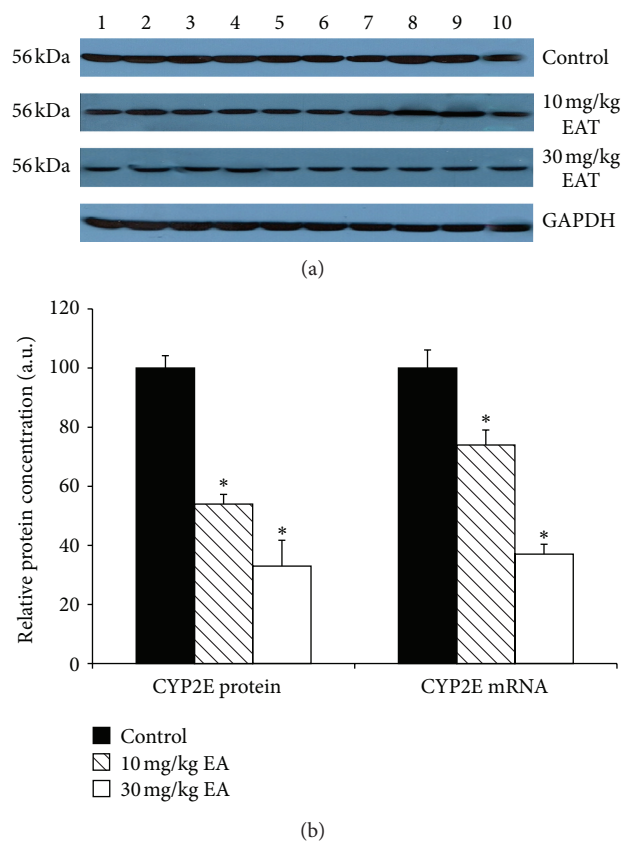 1 2 3 4 5 6 7 8 9 10
56 kDa Control
56 kDa 10 mg/kg
EAT
56 kDa 30 mg/kg
EAT
GAPDH
(a)
Relative protein concentration (a.u.)
120
100
80
60
40
20
0
* * * *
CYP2E protein CYP2E mRNA
Control
10 mg/kg EA
30 mg/kg EA
(b)